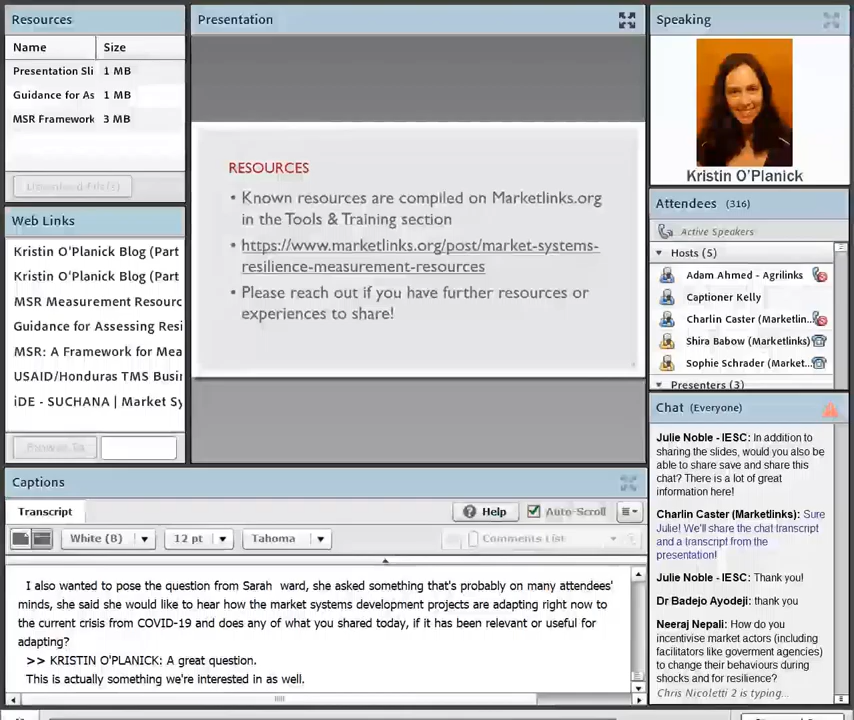 Resources
Name Size
Presentation Sli 1 MB
Guidance for As 1 MB
MSR Framework 3 MB
Download File(s)
Web Links
Kristin O'Planick Blog (Part
Kristin O'Planick Blog (Part
MSR Measurement Resourc
Guidance for Assessing Resi
MSR: A Framework for Mea
USAID/Honduras TMS Busin
iDE - SUCHANA | Market Sy
Browse To
Presentation
RESOURCES
• Known resources are compiled on Marketlinks.org
in the Tools & Training section
• https://www.marketlinks.org/post/market-systems-
resilience-measurement-resources
• Please reach out if you have further resources or
experiences to share!
Captions
Transcript
Help
Auto-Scroll
White (B)
12 pt
Tahoma
Comments List
I also wanted to pose the question from Sarah ward, she asked something that's probably on many attendees'
minds, she said she would like to hear how the market systems development projects are adapting right now to
the current crisis from COVID-19 and does any of what you shared today, if it has been relevant or useful for
adapting?
>> KRISTIN O'PLANICK: A great question.
This is actually something we're interested in as well.
Speaking
Kristin O'Planick
Attendees (316)
Active Speakers
Hosts (5)
Adam Ahmed - Agrilinks
Captioner Kelly
Charlin Caster (Marketlin...
Shira Babow (Marketlinks)
Sophie Schrader (Market...
Presenters (3)
Chat (Everyone)
Julie Noble - IESC: In addition to
sharing the slides, would you also be
able to share save and share this
chat? There is a lot of great
information here!
Charlin Caster (Marketlinks): Sure
Julie! We'll share the chat transcript
and a transcript from the
presentation!
Julie Noble - IESC: Thank you!
Dr Badejo Ayodeji: thank you
Neeraj Nepali: How do you
incentivise market actors (including
facilitators like goverment agencies)
to change their behaviours during
shocks and for resilience?
Chris Nicoletti 2 is typing...